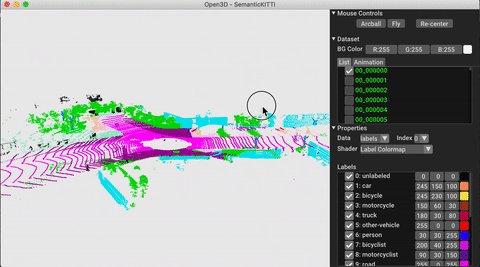 Open3D - SemanticKITTI
Mouse Controls
Arcball Fly Re-center
Dataset
BG Color R:255 G:255 B:255
List Animation
00_000000
00_000001
00_000002
00_000003
00_000004
00_000005
Properties
Data labels Index 0
Shader Label Colormap
Labels
0: unlabeled 0 0 0
1: car 245 150 100
2: bicycle 245 230 100
3: motorcycle 150 60 30
4: truck 180 30 80
5: other-vehicle 255 0 0
6: person 30 30 255
7: bicyclist 200 40 255
8: motorcyclist 90 30 150
9: road 255 0 255